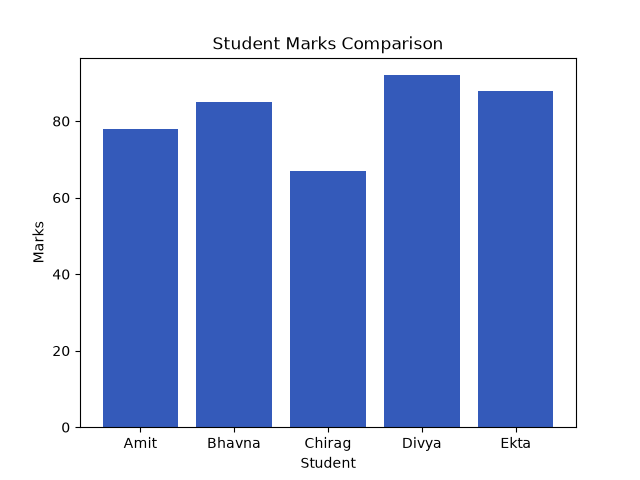 Student Marks Comparison
Marks
80
60
40
20
0
Amit Bhavna Chirag Divya Ekta
Student